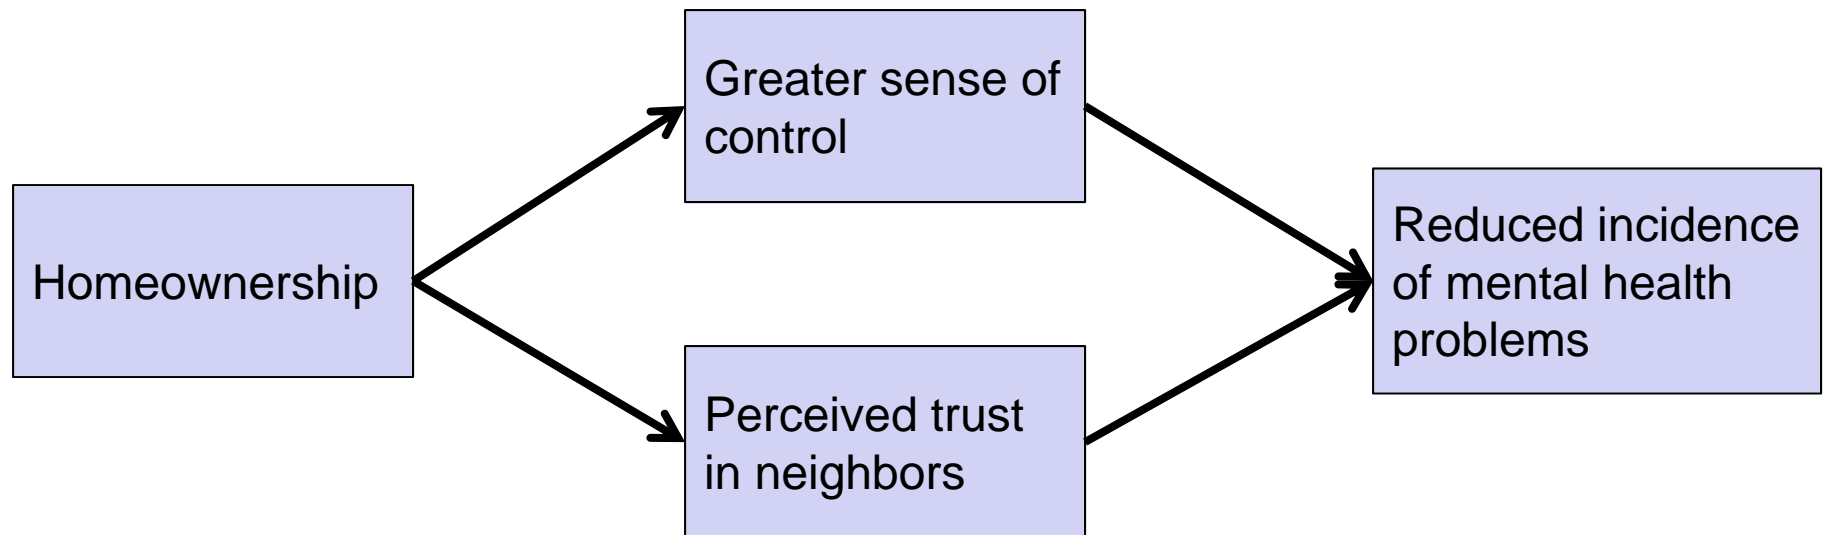 Greater sense of
control
Homeownership
Reduced incidence
of mental health
problems
Perceived trust
in neighbors